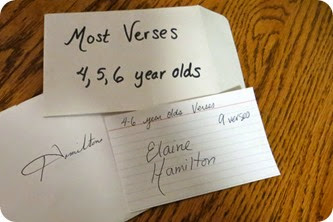 Most Verses
4, 5, 6 year olds
Hamilton
4-6 year olds Verses
9 verses
Elaine
Hamilton